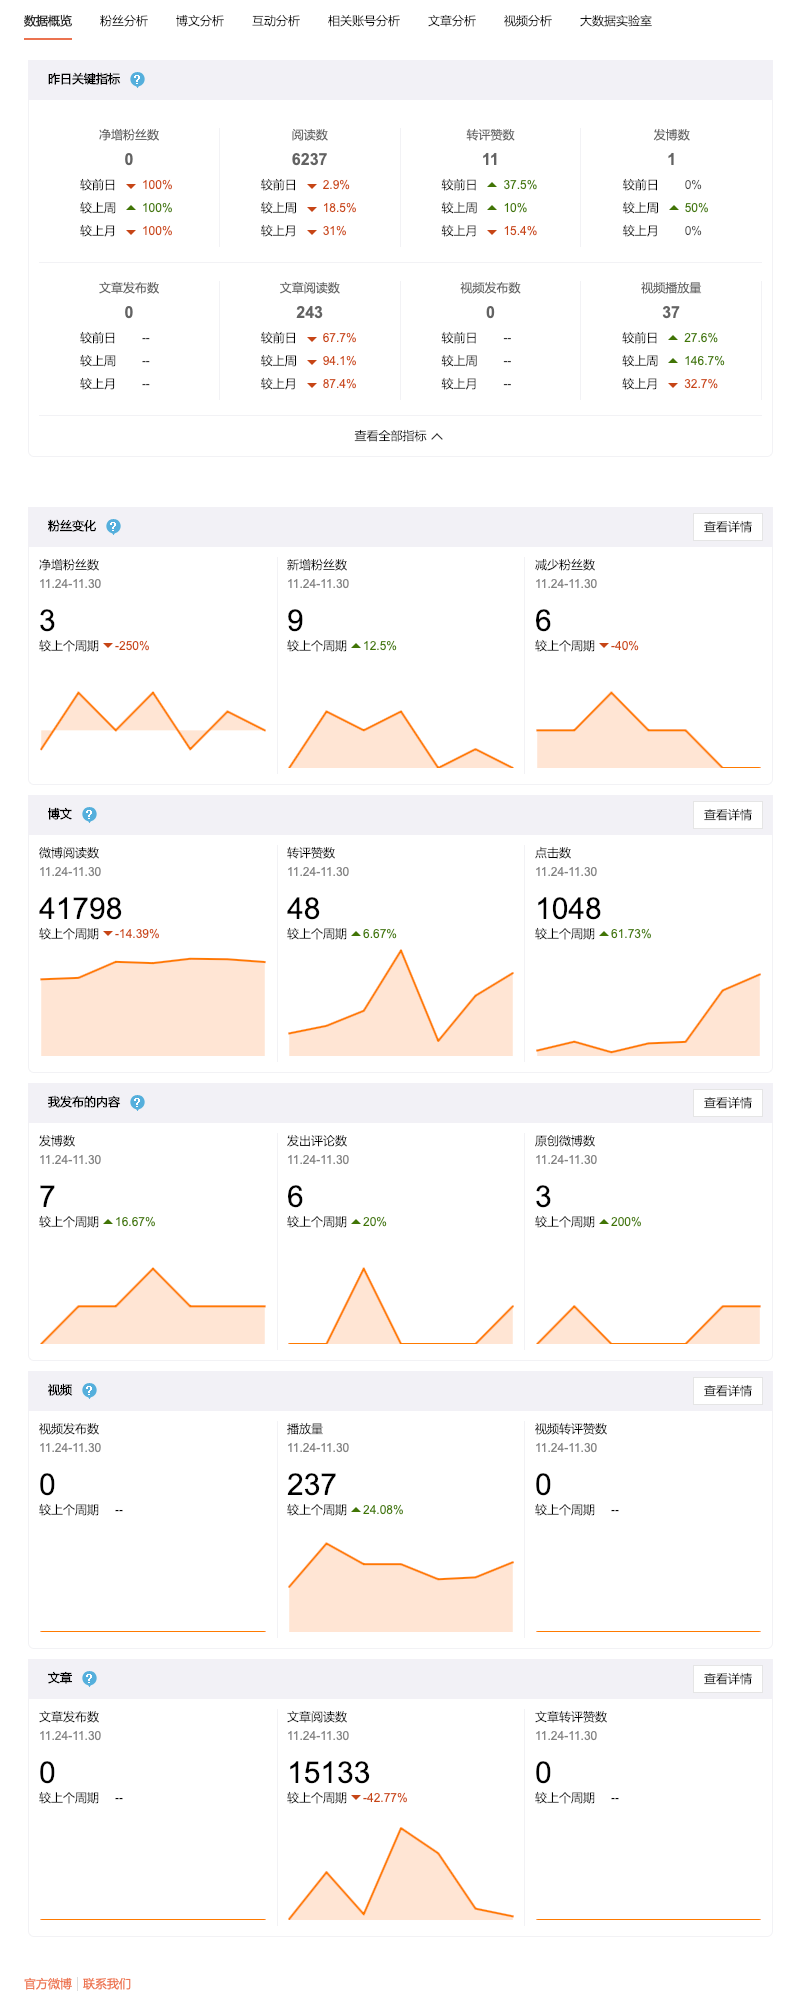 数据概览 粉丝分析 博文分析 互动分析 相关账号分析 文章分析 视频分析 大数据实验室
昨日关键指标 ?
净增粉丝数 阅读数 转评赞数 发博数
0 6237 11 1
较前日 100% 较前日 2.9% 较前日 37.5% 较前日 0%
较上周 100% 较上周 18.5% 较上周 10% 较上周 50%
较上月 100% 较上月 31% 较上月 15.4% 较上月 0%
文章发布数 文章阅读数 视频发布数 视频播放量
0 243 0 37
较前日 -- 较前日 67.7% 较前日 -- 较前日 27.6%
较上周 -- 较上周 94.1% 较上周 -- 较上周 146.7%
较上月 -- 较上月 87.4% 较上月 -- 较上月 32.7%
查看全部指标
粉丝变化 ? 查看详情
净增粉丝数 新增粉丝数 减少粉丝数
11.24-11.30 11.24-11.30 11.24-11.30
3 9 6
较上个周期 -250% 较上个周期 12.5% 较上个周期 -40%
博文 ? 查看详情
微博阅读数 转评赞数 点击数
11.24-11.30 11.24-11.30 11.24-11.30
41798 48 1048
较上个周期 -14.39% 较上个周期 6.67% 较上个周期 61.73%
我发布的内容 ? 查看详情
发博数 发出评论数 原创微博数
11.24-11.30 11.24-11.30 11.24-11.30
7 6 3
较上个周期 16.67% 较上个周期 20% 较上个周期 200%
视频 ? 查看详情
视频发布数 播放量 视频转评赞数
11.24-11.30 11.24-11.30 11.24-11.30
0 237 0
较上个周期 -- 较上个周期 24.08% 较上个周期 --
文章 ? 查看详情
文章发布数 文章阅读数 文章转评赞数
11.24-11.30 11.24-11.30 11.24-11.30
0 15133 0
较上个周期 -- 较上个周期 -42.77% 较上个周期 --
官方微博 联系我们